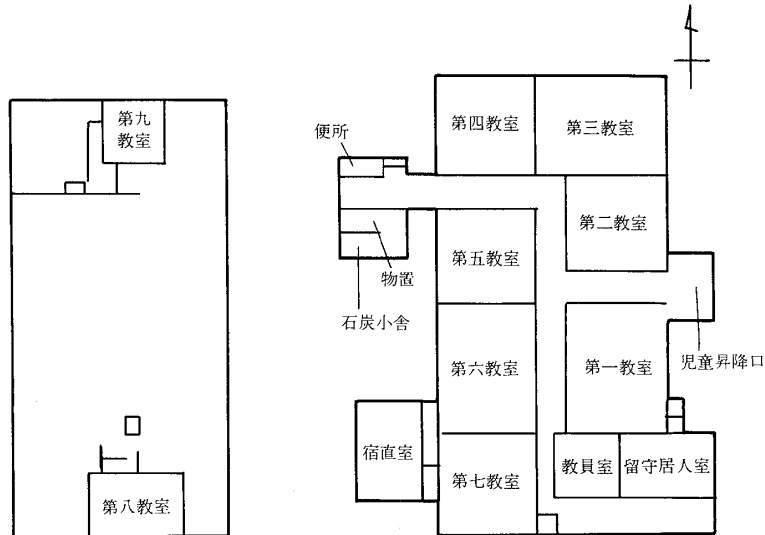 第九
教室
第八教室
便所
第四教室
第三教室
第二教室
第五教室
物置
石炭小舎
児童昇降口
第六教室
第一教室
宿直室
第七教室
教員室
留守居人室